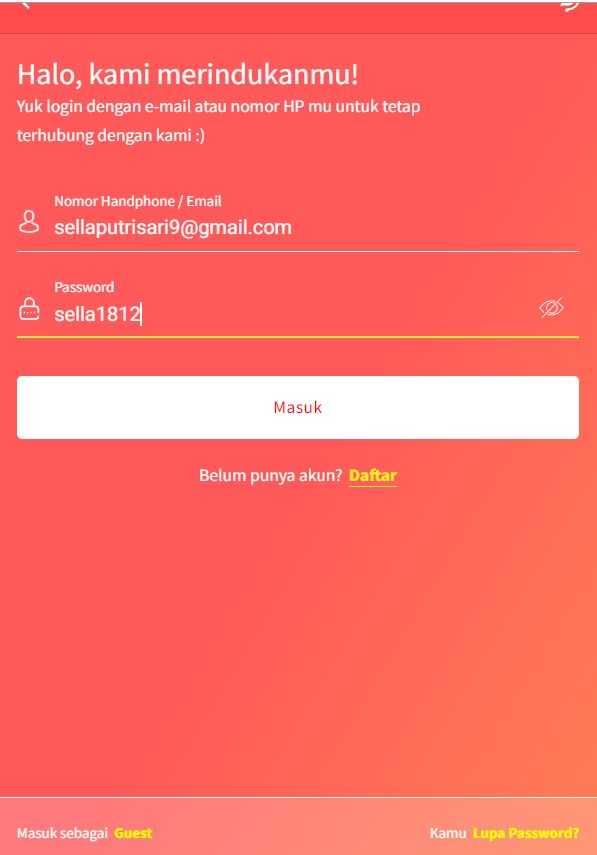 Halo, kami merindukanmu!
Yuk login dengan e-mail atau nomor HP mu untuk tetap
terhubung dengan kami :)
Nomor Handphone / Email
sellaputrisari9@gmail.com
Password
sella1812
Masuk
Belum punya akun? Daftar
Masuk sebagai Guest
Kamu Lupa Password?